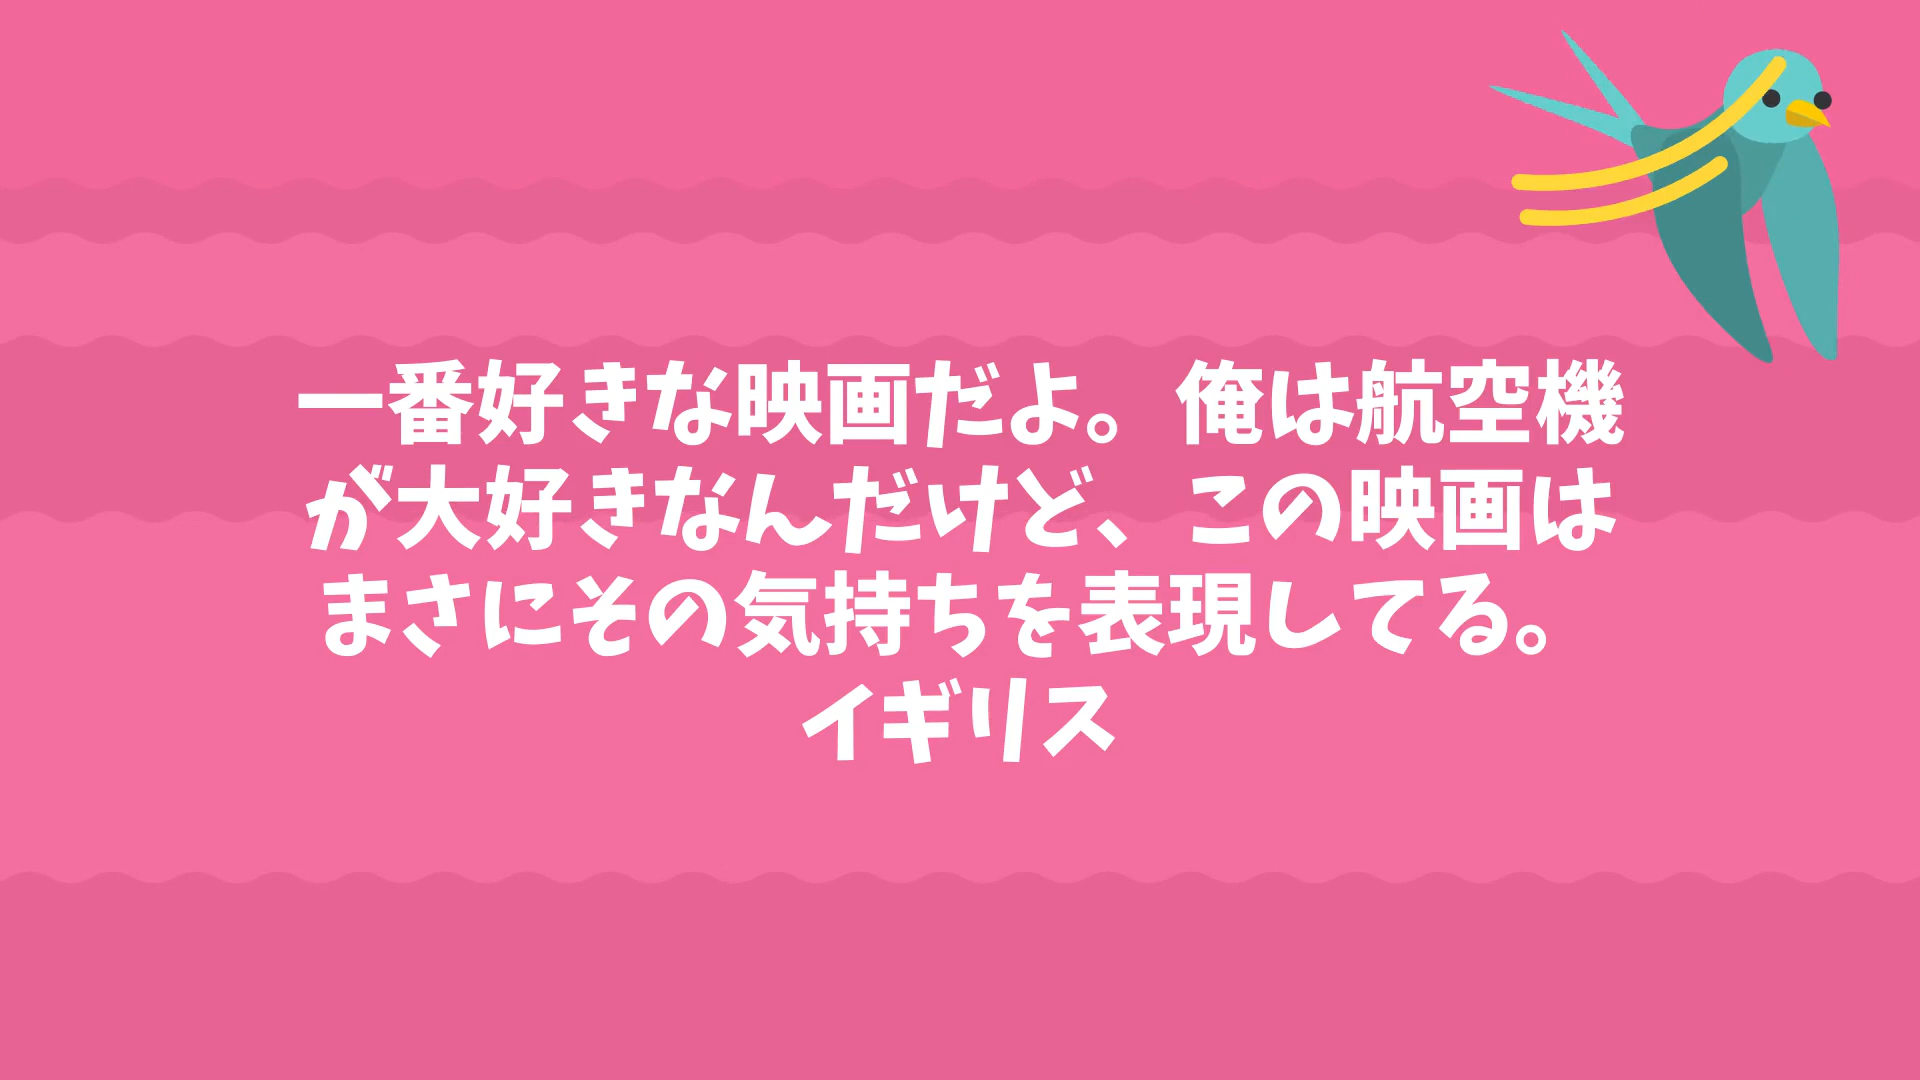 一番好きな映画だよ。俺は航空機
が大好きなんだけど、この映画は
まさにその気持ちを表現してる。
イギリス